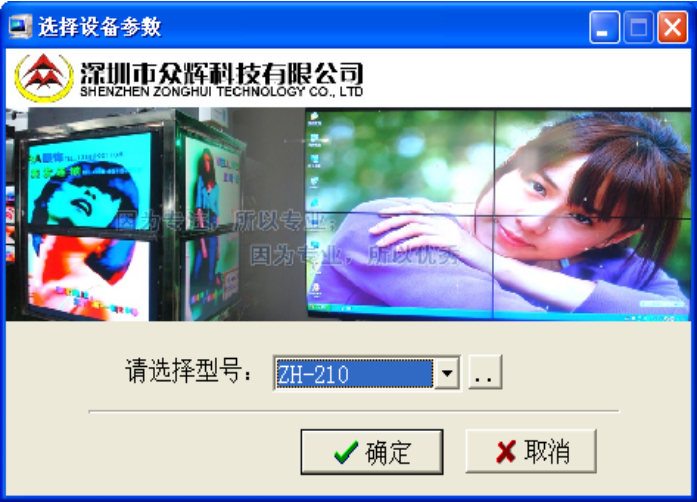 选择设备参数
深圳市众辉科技有限公司
SHENZHEN ZONGHUI TECHNOLOGY CO., LTD
因为专注，所以专业；
因为专业，所以优秀
请选择型号：
ZH-210
..
确定
取消